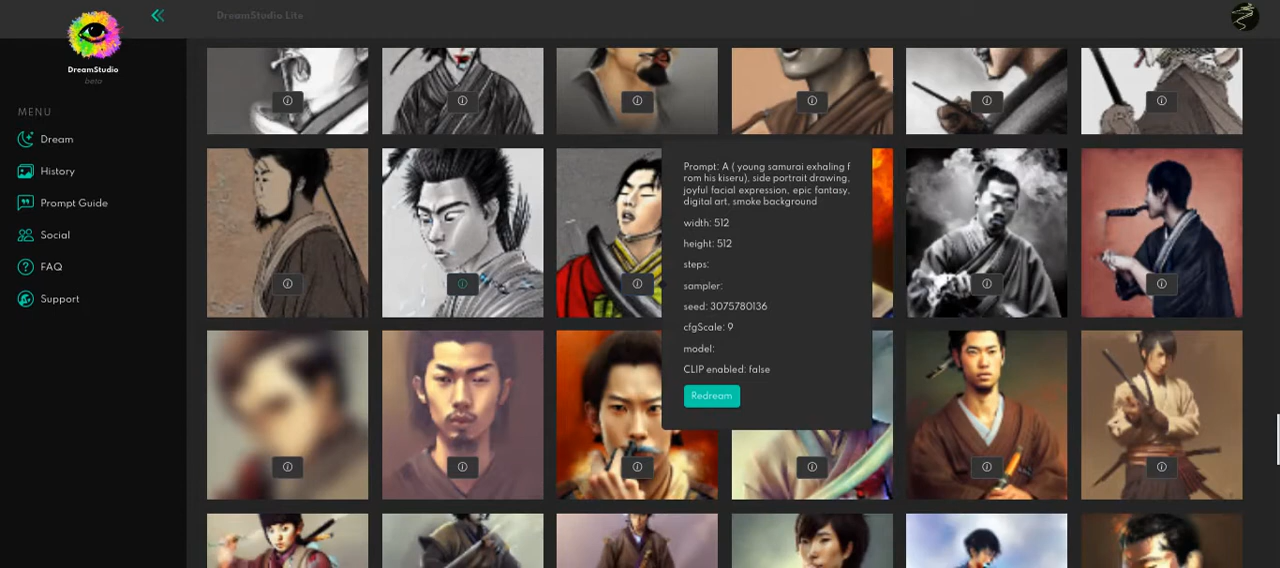 DreamStudio Lite
DreamStudio
beta
MENU
Dream
History
Prompt Guide
Social
FAQ
Support
Prompt: A ( young samurai exhaling f
rom his kiseru), side portrait drawing,
joyful facial expression, epic fantasy,
digital art, smoke background
width: 512
height: 512
steps:
sampler:
seed: 3075780136
cfgScale: 9
model:
CLIP enabled: false
Redream